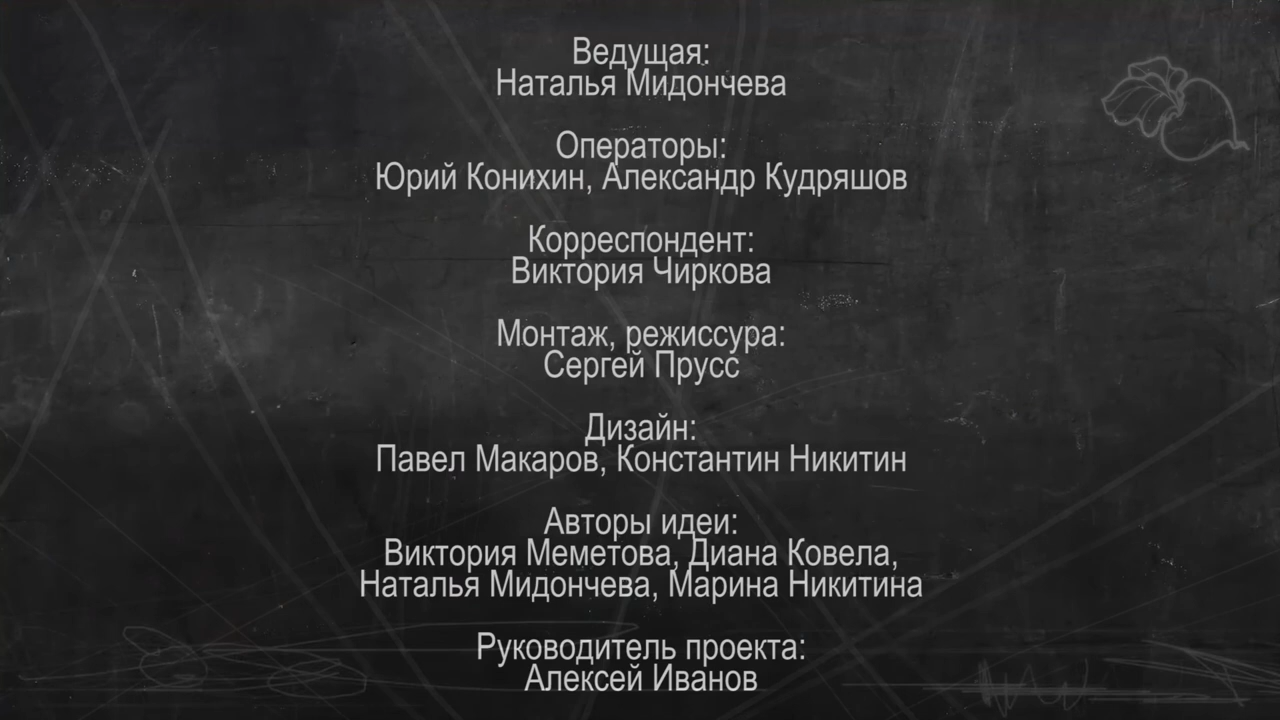 Ведущая:
Наталья Мидончева
Операторы:
Юрий Конихин, Александр Кудряшов
Корреспондент:
Виктория Чиркова
Монтаж, режиссура:
Сергей Прусс
Дизайн:
Павел Макаров, Константин Никитин
Авторы идеи:
Виктория Меметова, Диана Ковела,
Наталья Мидончева, Марина Никитина
Руководитель проекта:
Алексей Иванов